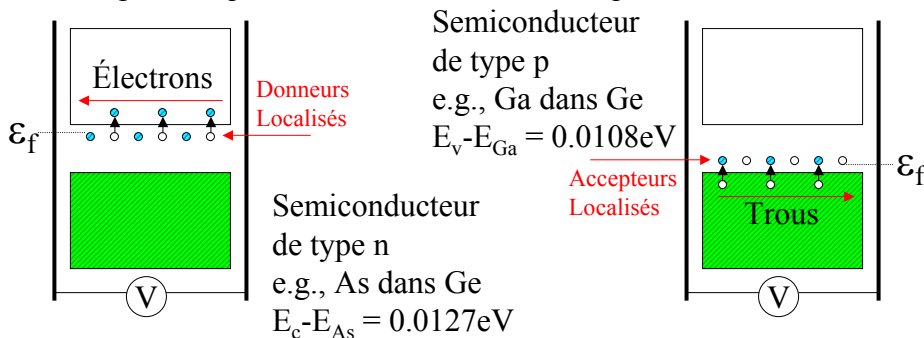 Électrons
Donneurs
Localisés
εf
V
Semiconducteur
de type n
e.g., As dans Ge
Ec-EAs = 0.0127eV
Semiconducteur
de type p
e.g., Ga dans Ge
Ev-EGa = 0.0108eV
Accepteurs
Localisés
Trous
εf
V